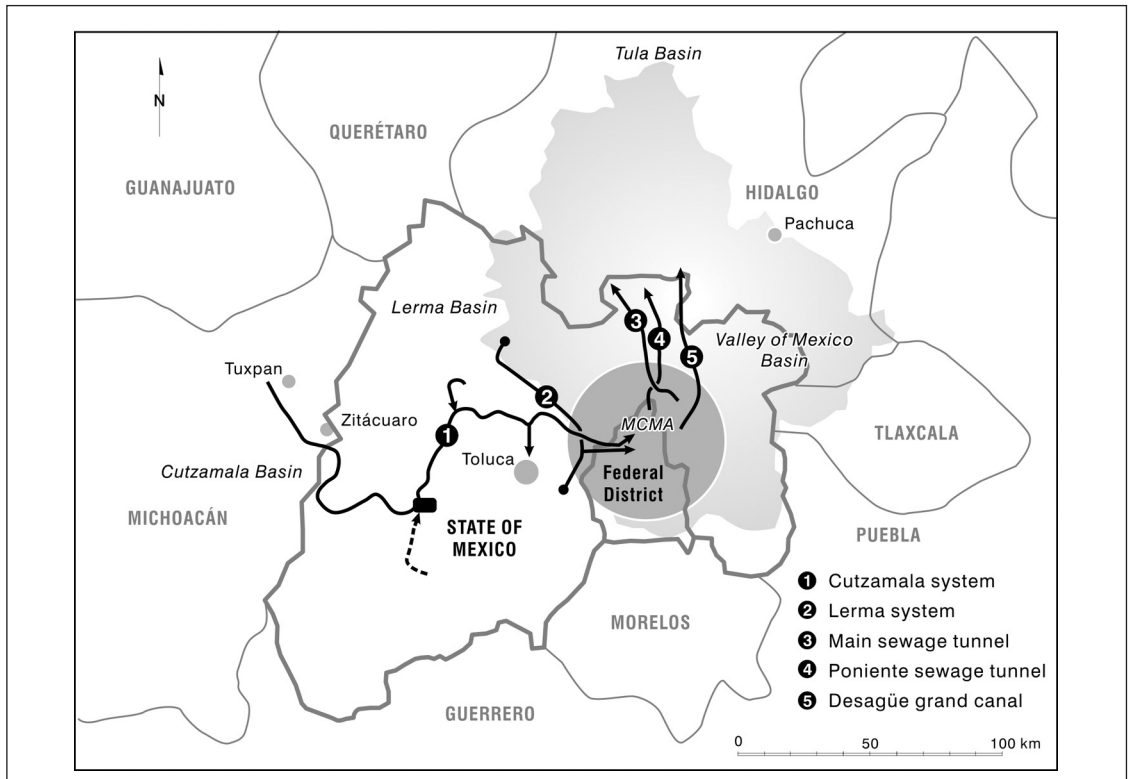 Tula Basin
N
QUERÉTARO
GUANAJUATO
HIDALGO
Pachuca
Lerma Basin
3
4
Valley of Mexico
Basin
5
Tuxpan
2
Zitácuaro
MCMA
1
TLAXCALA
Toluca
Cutzamala Basin
Federal
District
MICHOACÁN
STATE OF
MEXICO
PUEBLA
1 Cutzamala system
2 Lerma system
MORELOS
3 Main sewage tunnel
4 Poniente sewage tunnel
5 Desagüe grand canal
GUERRERO
0 50 100 km